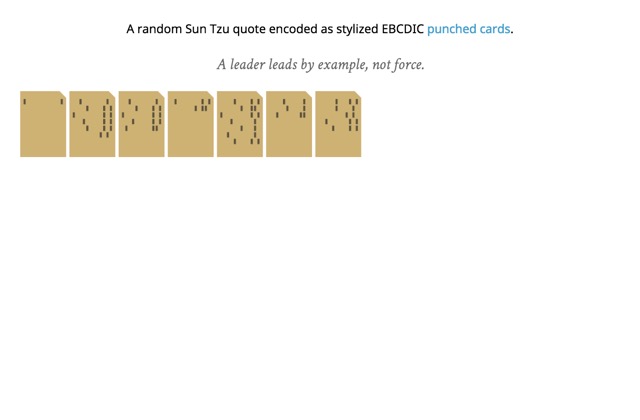 A random Sun Tzu quote encoded as stylized EBCDIC punched cards.
A leader leads by example, not force.